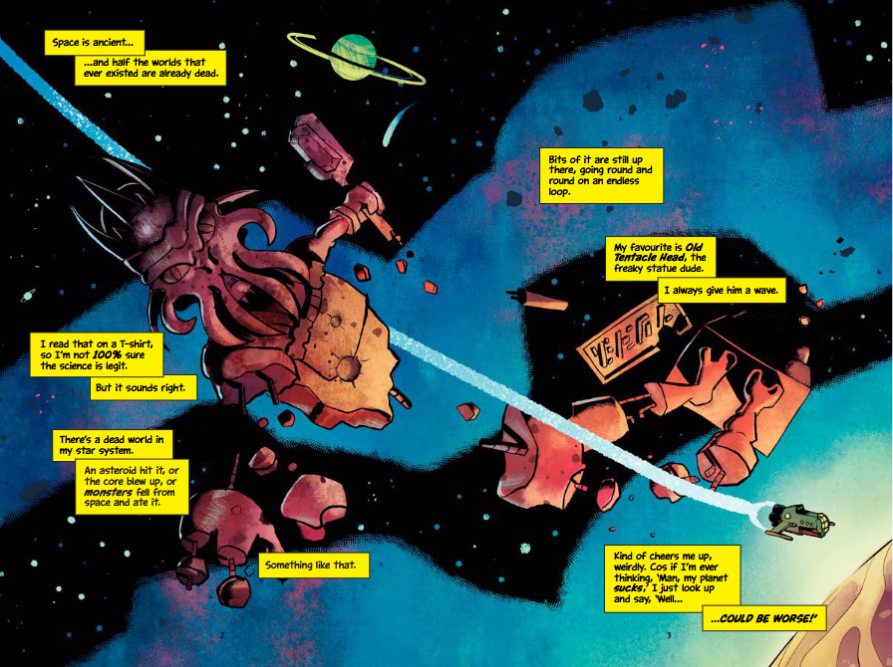 Space is ancient...
...and half the worlds that
ever existed are already dead.
I read that on a T-shirt,
so I'm not 100% sure
the science is legit.
But it sounds right.
There's a dead world in
my star system.
An asteroid hit it, or
the core blew up, or
monsters fell from
space and ate it.
Something like that.
Bits of it are still up
there, going round and
round on an endless
loop.
My favourite is Old
Tentacle Head, the
freaky statue dude.
I always give him a wave.
Kind of cheers me up,
weirdly. Cos if I'm ever
thinking, 'Man, my planet
sucks,' I just look up
and say, 'Well...
...COULD BE WORSE!'
2
3